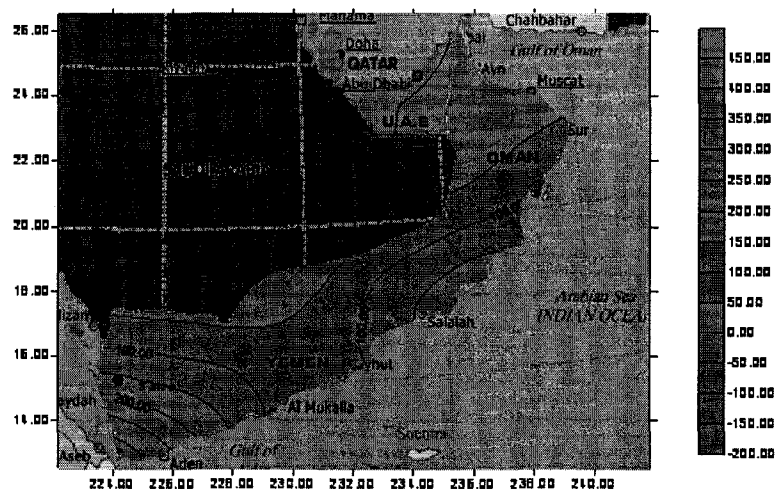 Manama
Chahbahar
26.00
Doha
Gulf of Oman
QATAR
'Ayn
Abu Dhabi
Muscat
24.00
U.A.E
Sur
22.00
OMAN
20.00
18.00
Arabian Sea
INDIAN OCEA
Salalah
16.00
YEMEN
14.00
Al Mukalla
Gulf of
Socotra
Aseb
Aden
224.00
226.00
228.00
230.00
232.00
234.00
236.00
238.00
240.00
450.00
400.00
350.00
300.00
250.00
200.00
150.00
100.00
50.00
0.00
-50.00
-100.00
-150.00
-200.00